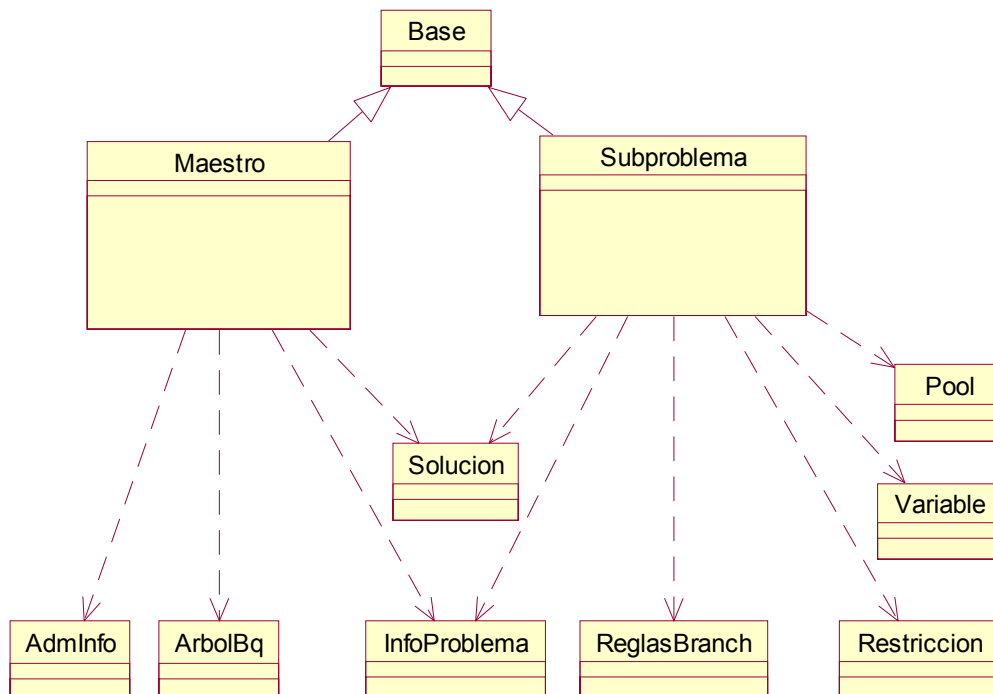 Base
Maestro
Subproblema
Pool
Solucion
Variable
AdmInfo
ArbolBq
InfoProblema
ReglasBranch
Restriccion